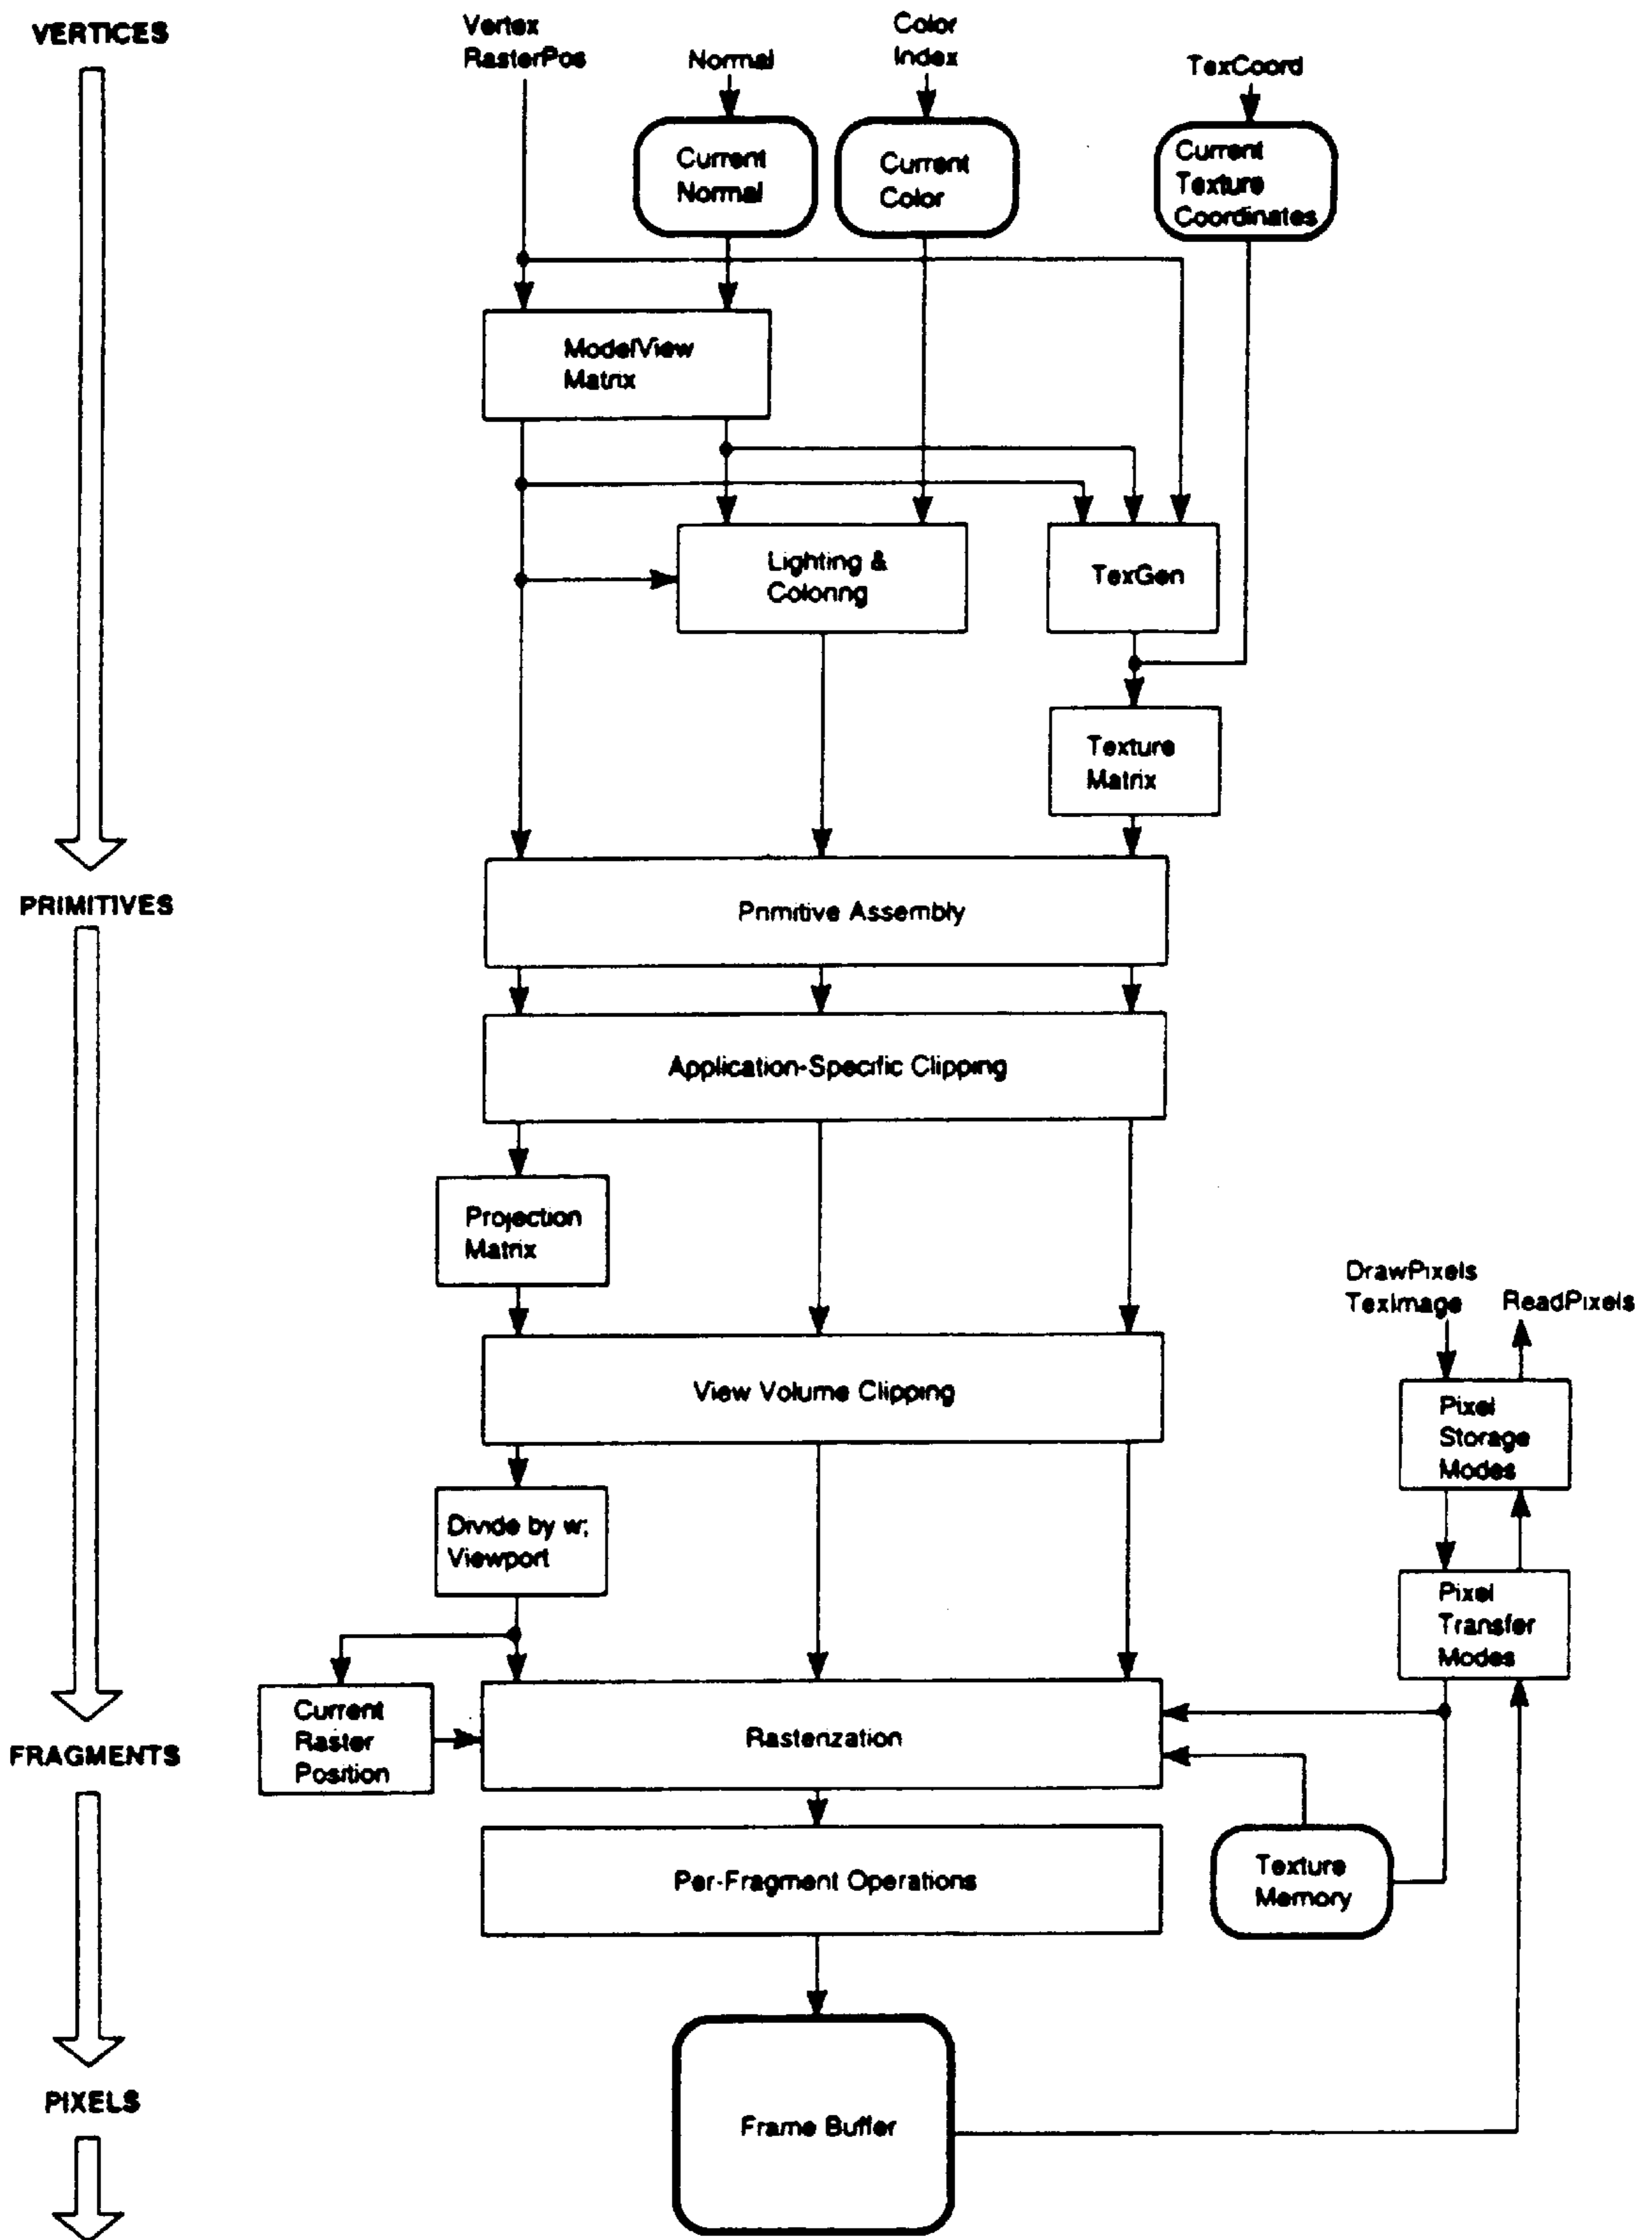 VERTICES
Vertex
RasterPos
Normal
Color
Index
TexCoord
Current
Normal
Current
Color
Current
Texture
Coordinates
ModelView
Matrix
Lighting &
Coloring
TexGen
Texture
Matrix
PRIMITIVES
Primitive Assembly
Application-Specific Clipping
Projection
Matrix
DrawPixels
TexImage
ReadPixels
View Volume Clipping
Pixel
Storage
Modes
Divide by w;
Viewport
Pixel
Transfer
Modes
FRAGMENTS
Current
Raster
Position
Rasterization
Per-Fragment Operations
Texture
Memory
PIXELS
Frame Buffer